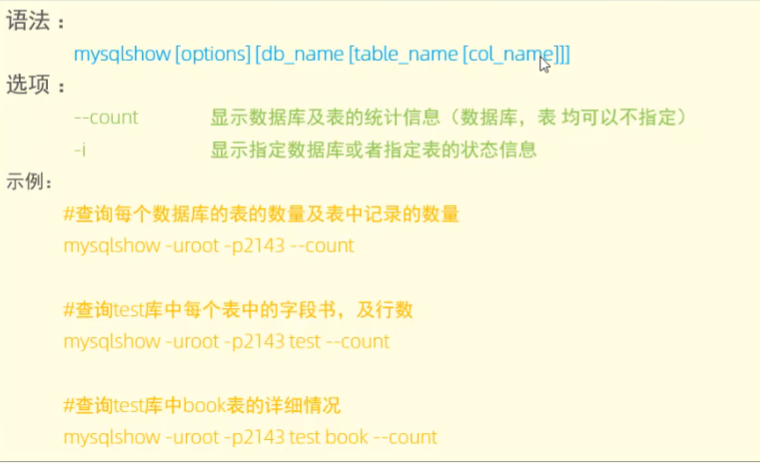 语法 ：
mysqlshow [options] [db_name [table_name [col_name]]]
选项 ：
--count 显示数据库及表的统计信息（数据库，表 均可以不指定）
-i 显示指定数据库或者指定表的状态信息
示例：
#查询每个数据库的表的数量及表中记录的数量
mysqlshow -uroot -p2143 --count
#查询test库中每个表中的字段书，及行数
mysqlshow -uroot -p2143 test --count
#查询test库中book表的详细情况
mysqlshow -uroot -p2143 test book --count